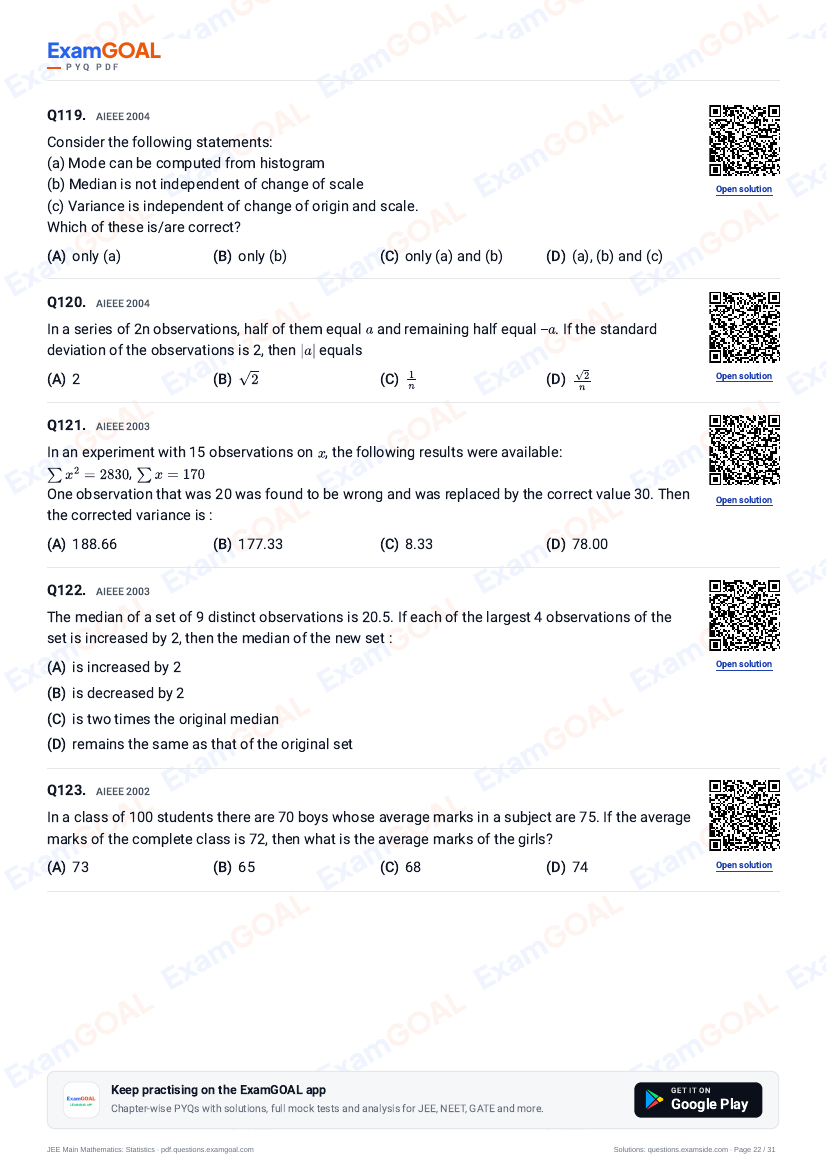 ExamGOAL
PYQ PDF
Q119. AIEEE 2004
Consider the following statements:
(a) Mode can be computed from histogram
(b) Median is not independent of change of scale
(c) Variance is independent of change of origin and scale.
Which of these is/are correct?
(A) only (a) (B) only (b) (C) only (a) and (b) (D) (a), (b) and (c)
Open solution
Q120. AIEEE 2004
In a series of 2n observations, half of them equal a and remaining half equal –a. If the standard
deviation of the observations is 2, then |a| equals
(A) 2 (B) √2 (C) 1/n (D) √2/n
Open solution
Q121. AIEEE 2003
In an experiment with 15 observations on x, the following results were available:
∑ x² = 2830, ∑ x = 170
One observation that was 20 was found to be wrong and was replaced by the correct value 30. Then
the corrected variance is :
(A) 188.66 (B) 177.33 (C) 8.33 (D) 78.00
Open solution
Q122. AIEEE 2003
The median of a set of 9 distinct observations is 20.5. If each of the largest 4 observations of the
set is increased by 2, then the median of the new set :
(A) is increased by 2
(B) is decreased by 2
(C) is two times the original median
(D) remains the same as that of the original set
Open solution
Q123. AIEEE 2002
In a class of 100 students there are 70 boys whose average marks in a subject are 75. If the average
marks of the complete class is 72, then what is the average marks of the girls?
(A) 73 (B) 65 (C) 68 (D) 74
Open solution
ExamGOAL
Keep practising on the ExamGOAL app
Chapter-wise PYQs with solutions, full mock tests and analysis for JEE, NEET, GATE and more.
GET IT ON
Google Play
JEE Main Mathematics: Statistics · pdf.questions.examgoal.com
Solutions: questions.examside.com · Page 22 / 31